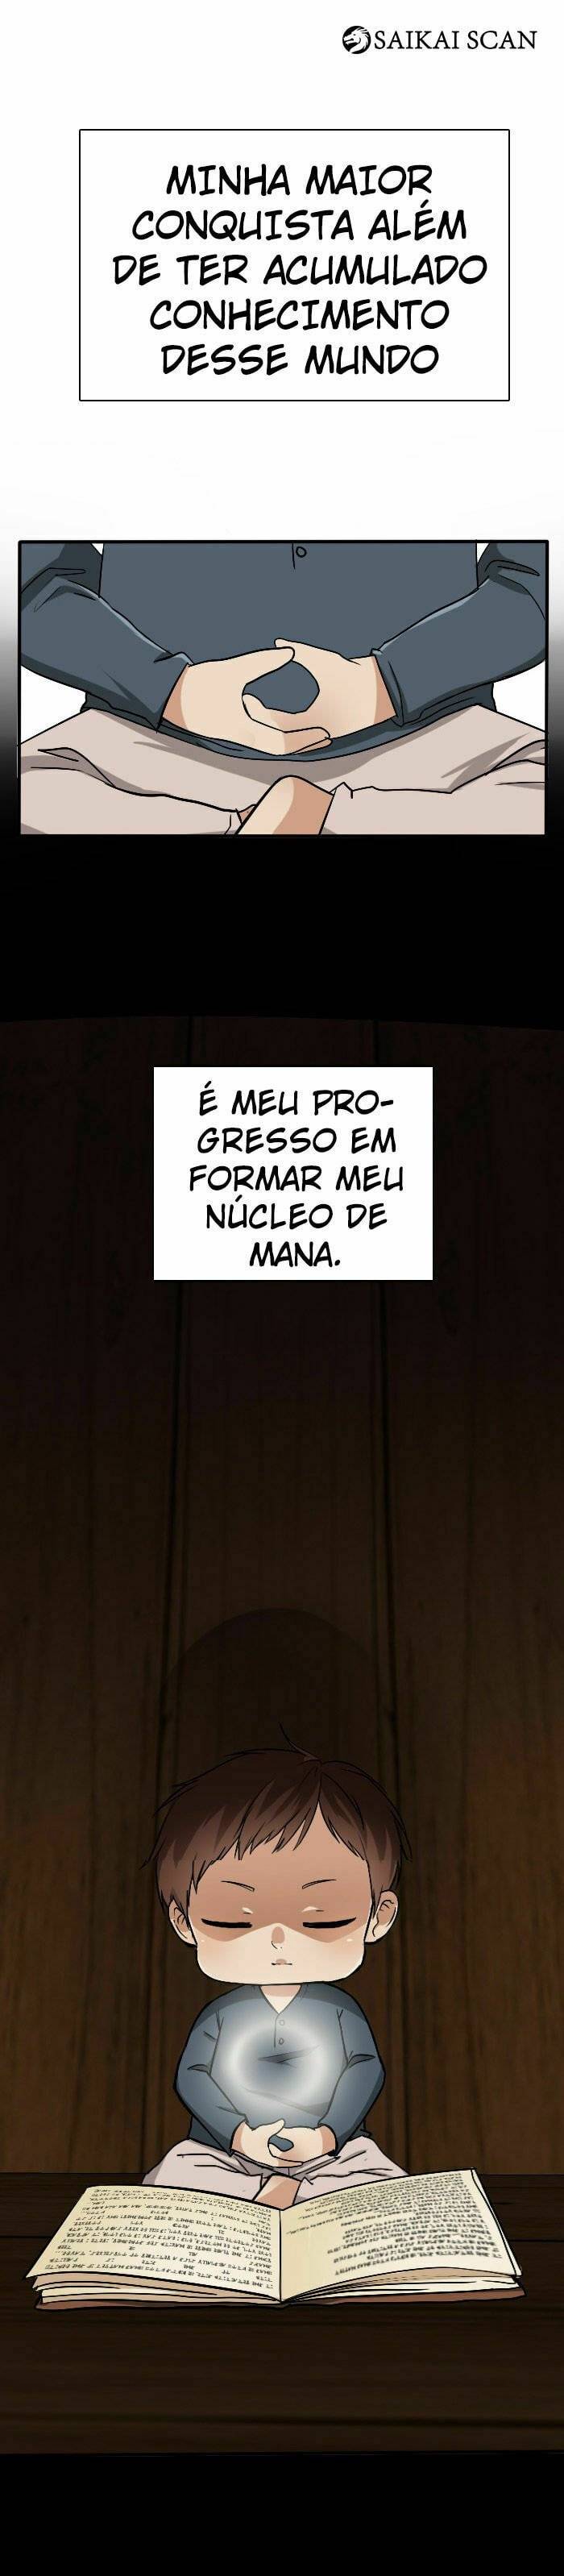 SAIKAI SCAN
MINHA MAIOR
CONQUISTA ALÉM
DE TER ACUMULADO
CONHECIMENTO
DESSE MUNDO
É MEU PRO-
GRESSO EM
FORMAR MEU
NÚCLEO DE
MANA.